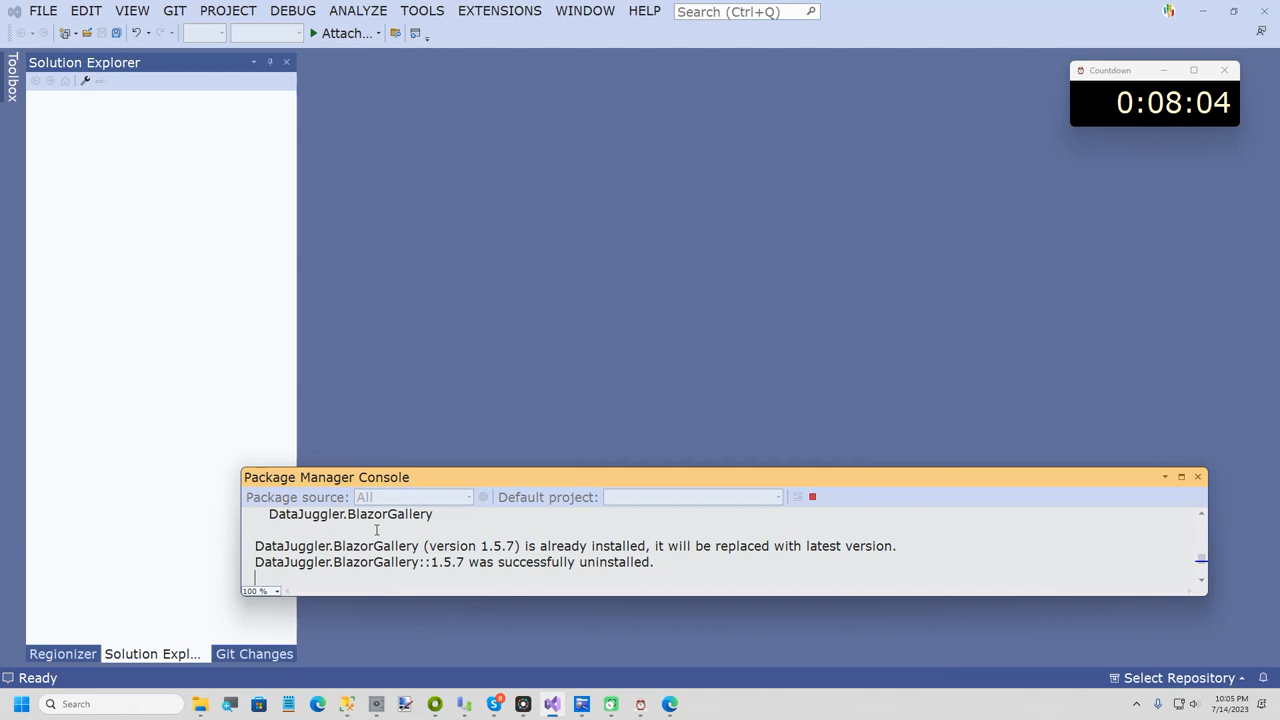 FILE EDIT VIEW GIT PROJECT DEBUG ANALYZE TOOLS EXTENSIONS WINDOW HELP Search (Ctrl+Q)
Attach...
Toolbox
Solution Explorer
Countdown
0:08:04
Package Manager Console
Package source: All Default project:
DataJuggler.BlazorGallery
DataJuggler.BlazorGallery (version 1.5.7) is already installed, it will be replaced with latest version.
DataJuggler.BlazorGallery::1.5.7 was successfully uninstalled.
100 %
Regionizer Solution Expl... Git Changes
Ready Select Repository
Search 8 10:05 PM
7/14/2023